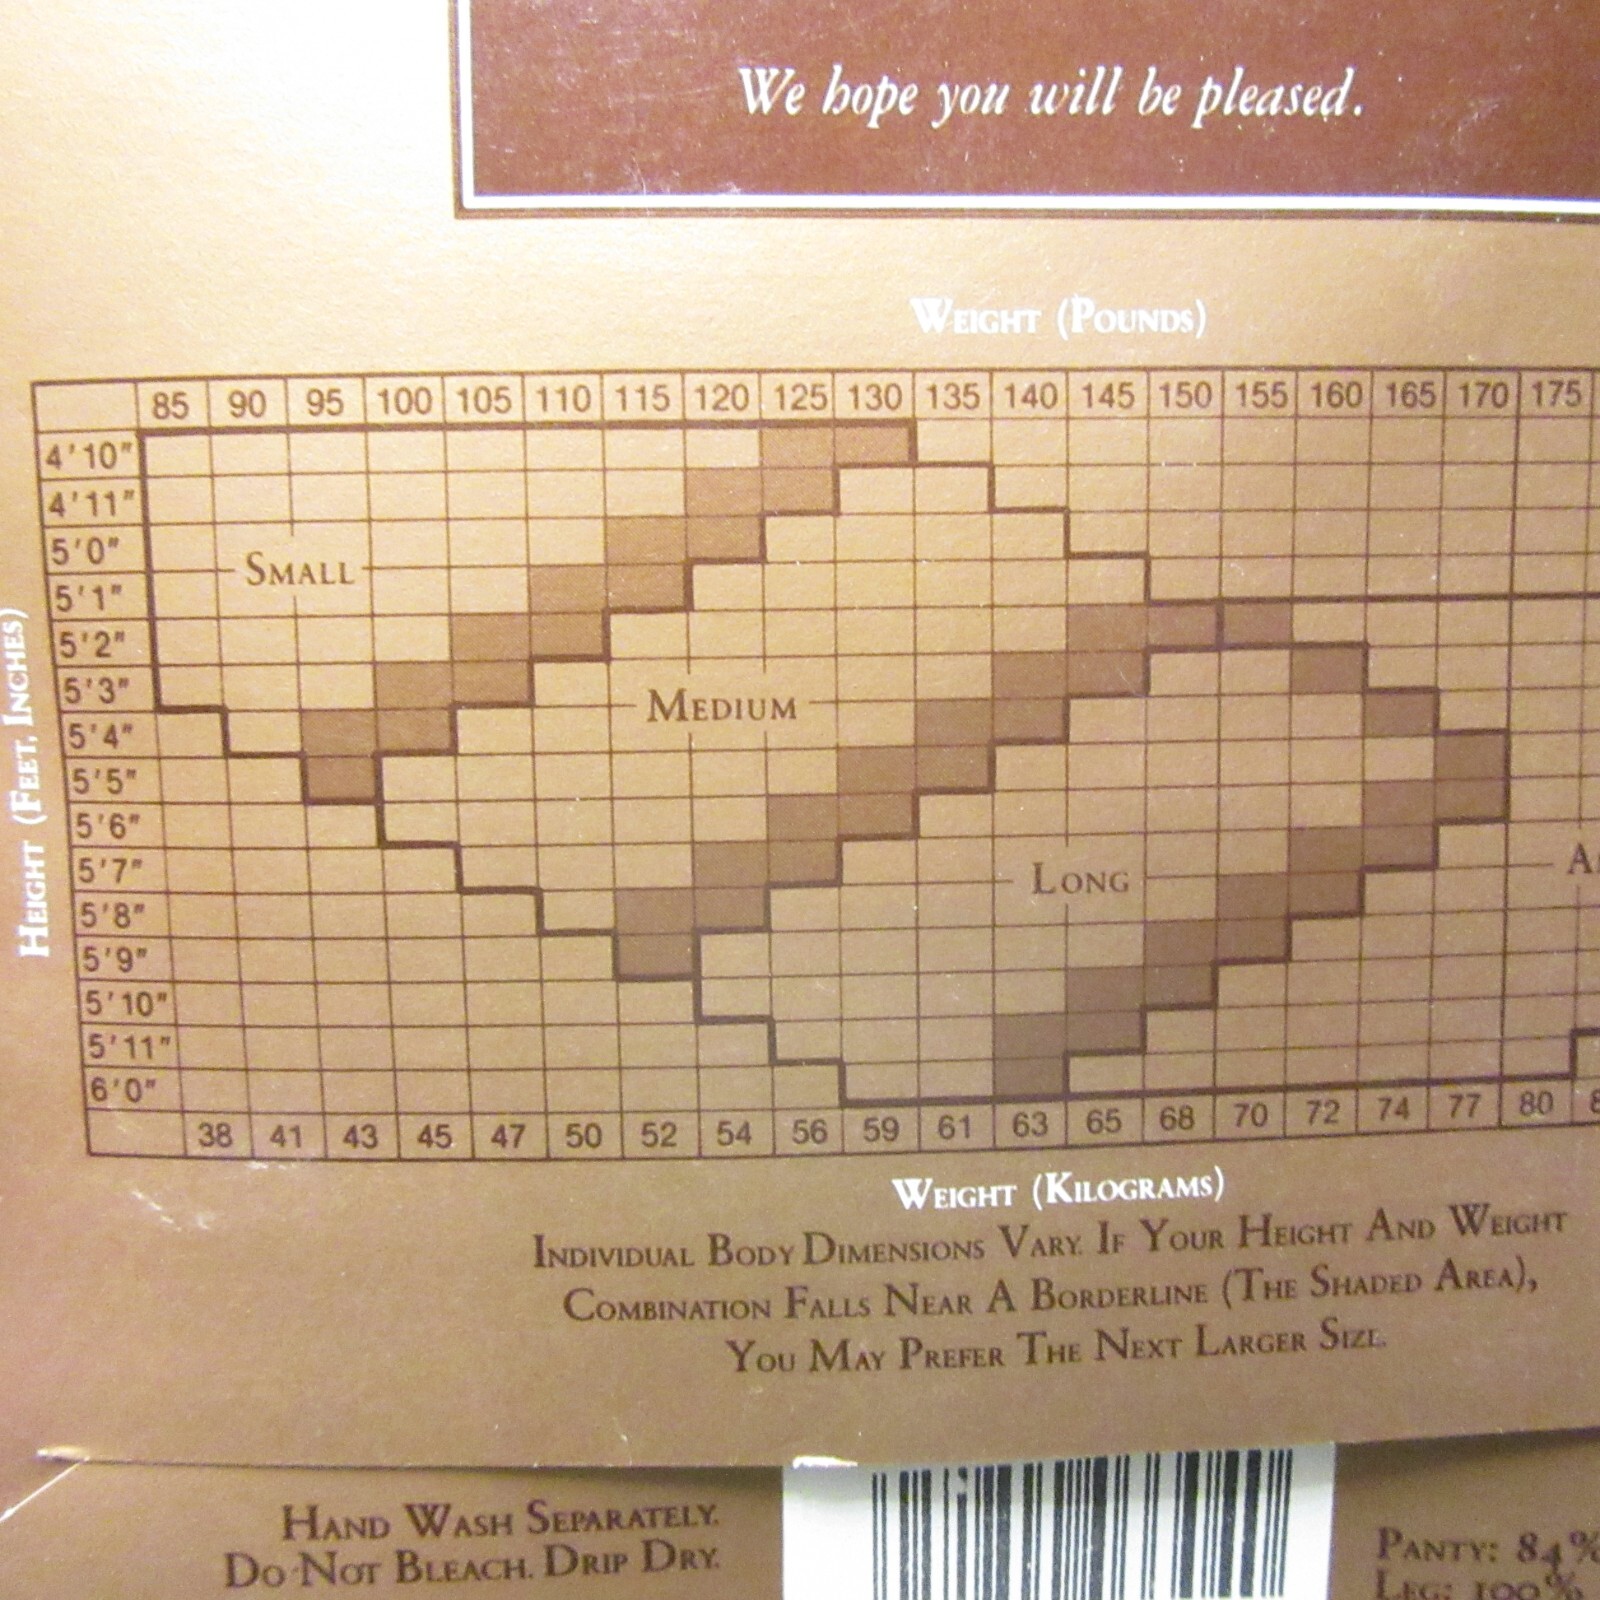 We hope you will be pleased.
WEIGHT (POUNDS)
85 90 95 100 105 110 115 120 125 130 135 140 145 150 155 160 165 170 175
4'10"
4'11"
5'0"
SMALL
5'1"
5'2"
5'3"
MEDIUM
5'4"
5'5"
5'6"
5'7"
LONG
5'8"
5'9"
5'10"
5'11"
6'0"
HEIGHT (FEET, INCHES)
38 41 43 45 47 50 52 54 56 59 61 63 65 68 70 72 74 77 80
WEIGHT (KILOGRAMS)
INDIVIDUAL BODY DIMENSIONS VARY. IF YOUR HEIGHT AND WEIGHT
COMBINATION FALLS NEAR A BORDERLINE (THE SHADED AREA),
YOU MAY PREFER THE NEXT LARGER SIZE.
HAND WASH SEPARATELY.
DO NOT BLEACH. DRIP DRY.
PANTY: 84%
LEG: 100%